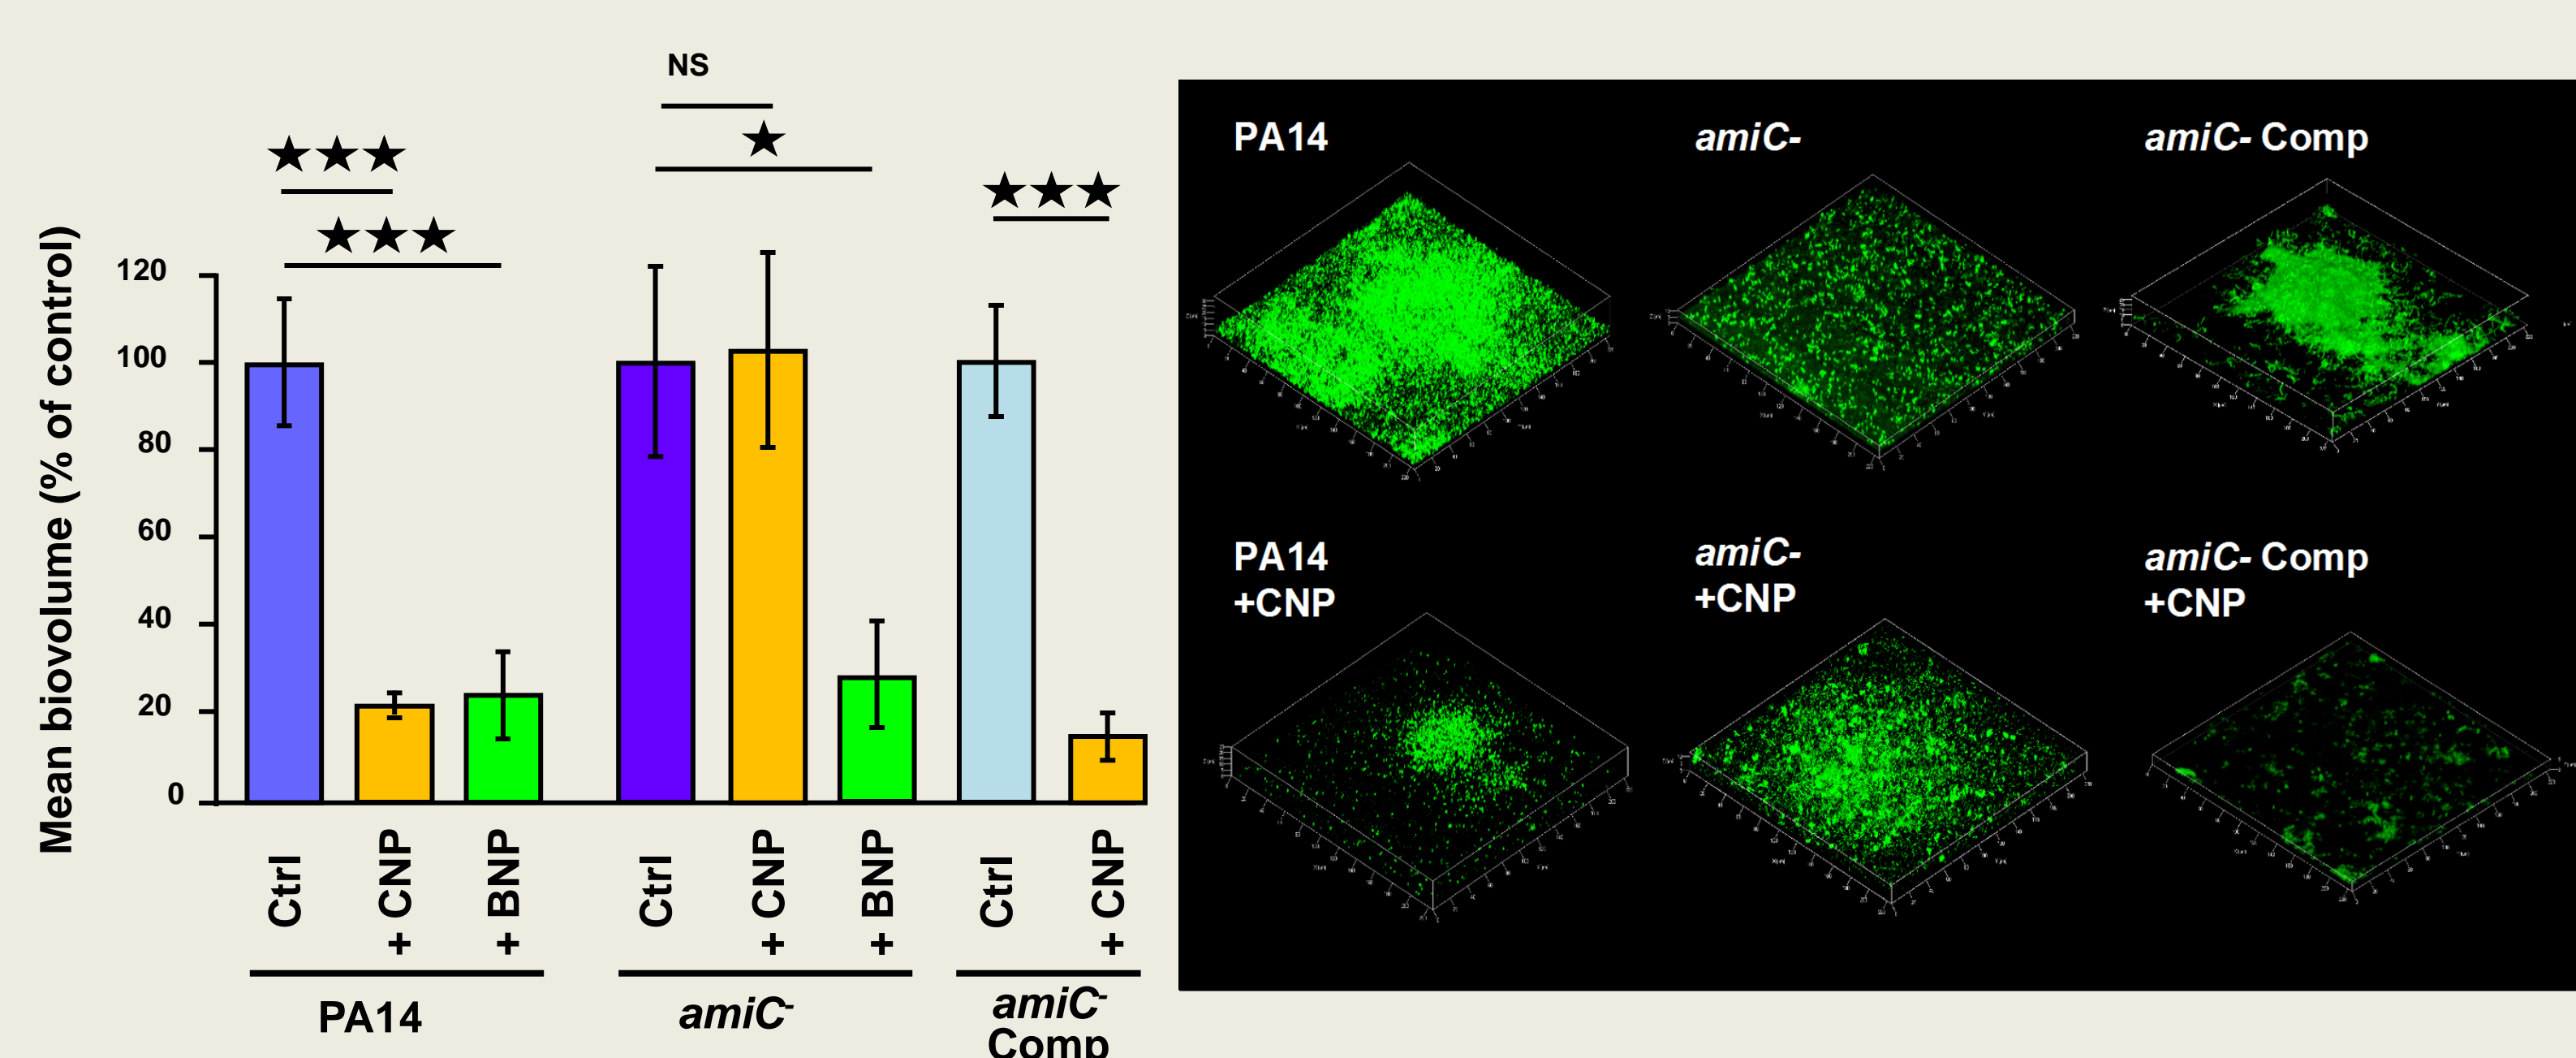 NS
★
★★★
★★★
★★★
Mean biovolume (% of control)
120
100
80
60
40
20
0
Ctrl
+ CNP
+ BNP
Ctrl
+ CNP
+ BNP
Ctrl
+ CNP
PA14
amiC-
amiC-
Comp
PA14
amiC-
amiC- Comp
PA14
+CNP
amiC-
+CNP
amiC- Comp
+CNP